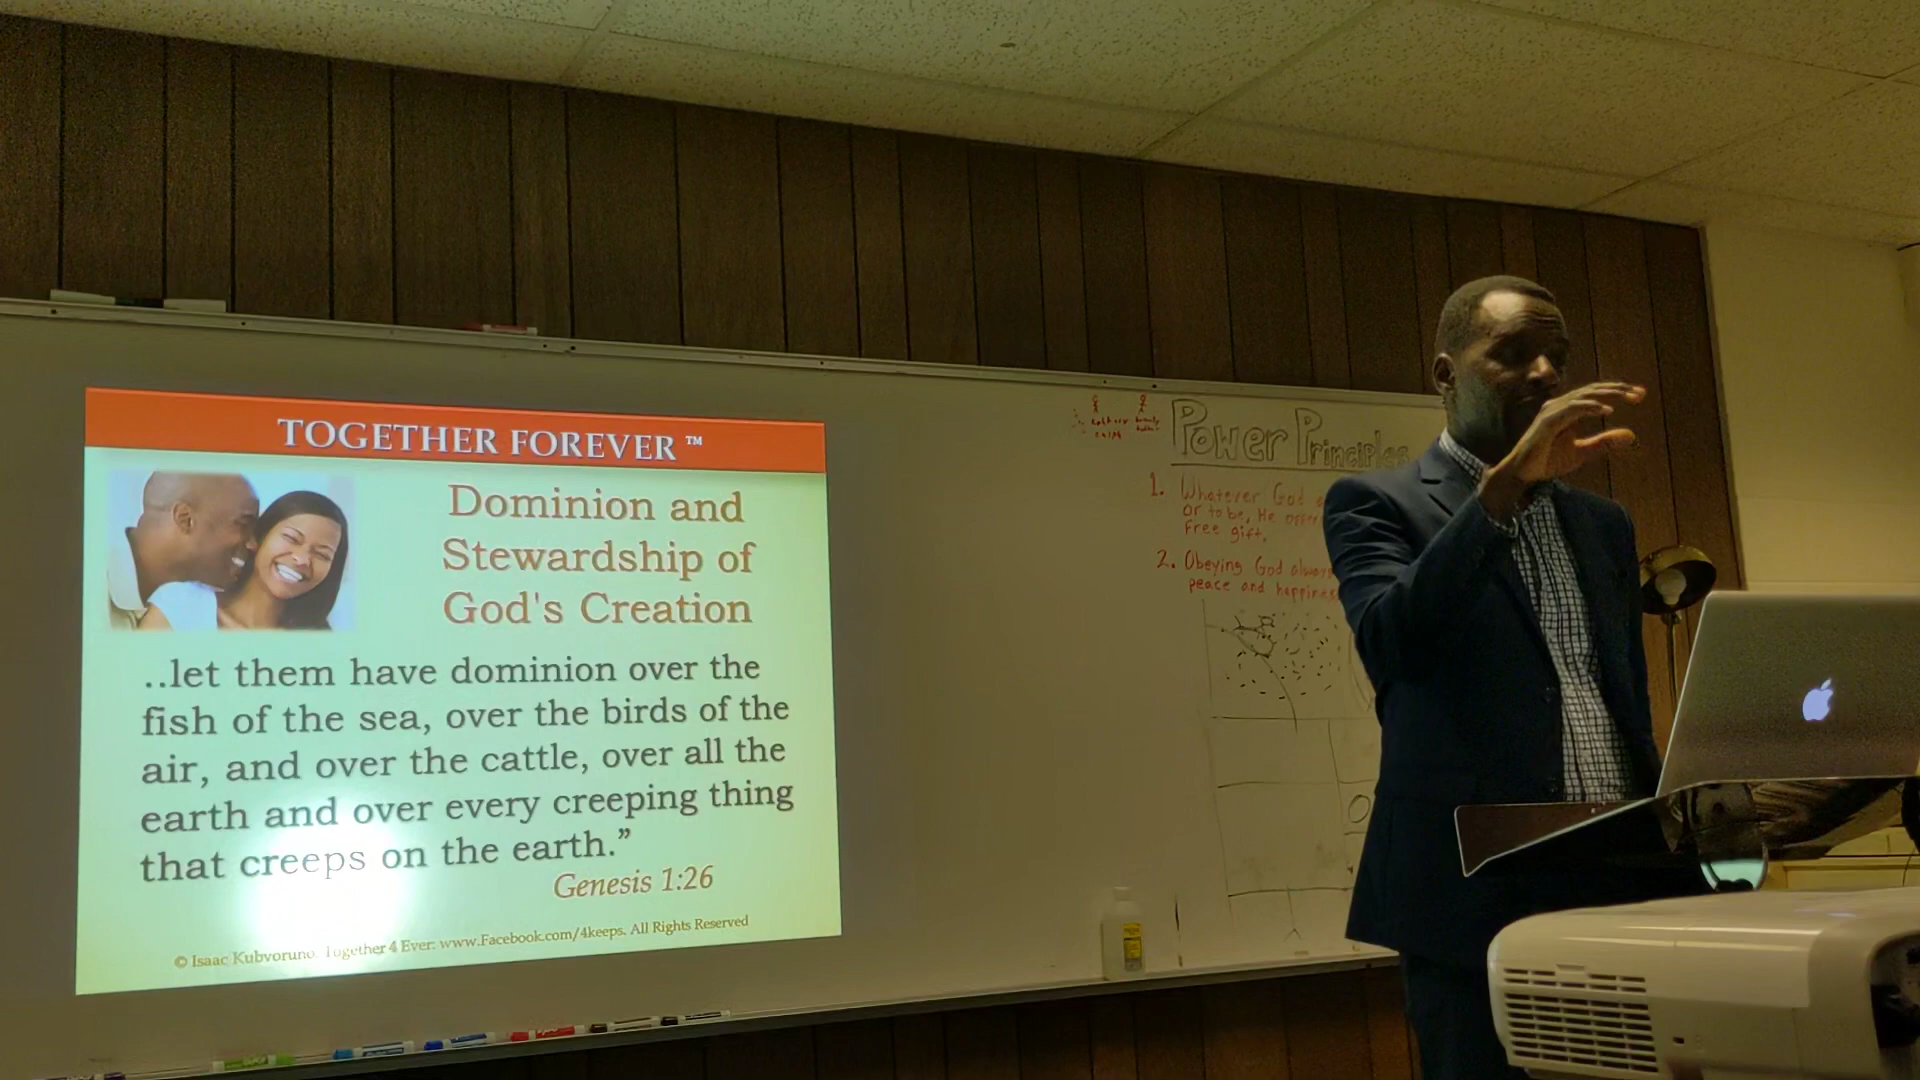 TOGETHER FOREVER™
Dominion and
Stewardship of
God's Creation
..let them have dominion over the
fish of the sea, over the birds of the
air, and over the cattle, over all the
earth and over every creeping thing
that creeps on the earth.”
Genesis 1:26
© Isaac Kubvoruno. Together 4 Ever: www.Facebook.com/4keeps. All Rights Reserved
Power Principles
1. Whatever God
or to be, He
Free gift.
2. Obeying God
peace and